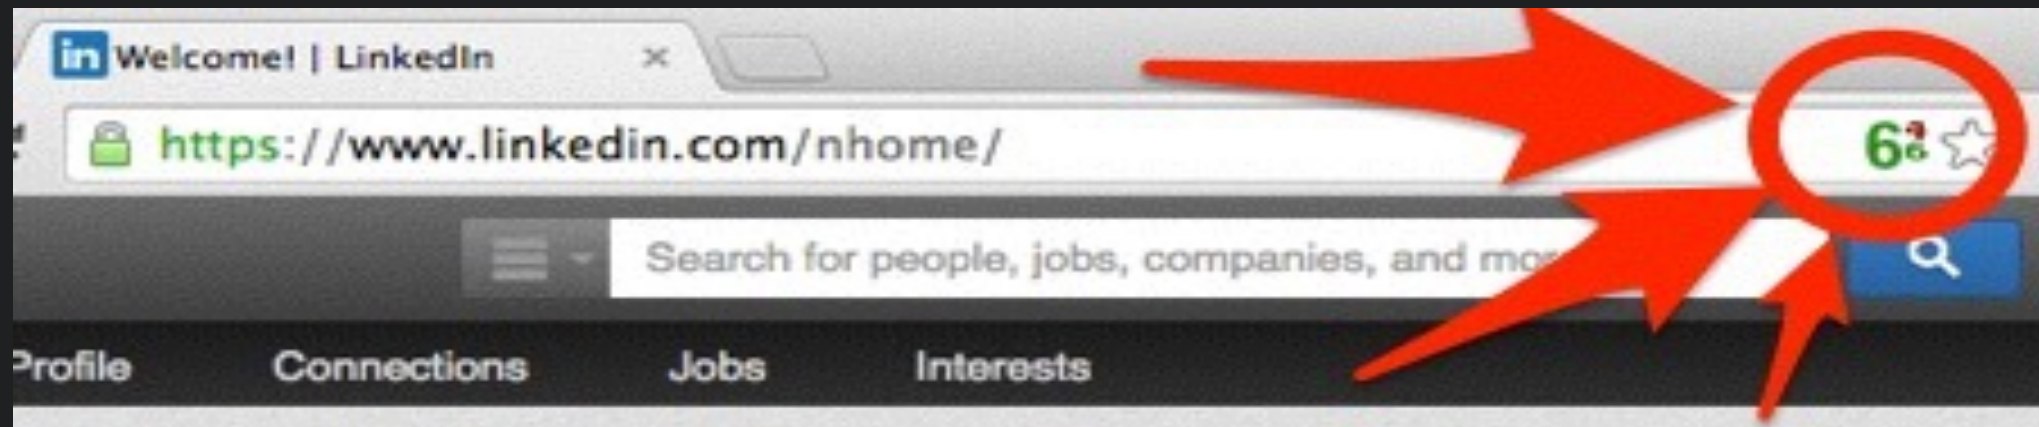 in Welcome! | LinkedIn
https://www.linkedin.com/nhome/
6
Search for people, jobs, companies, and
Profile Connections Jobs Interests